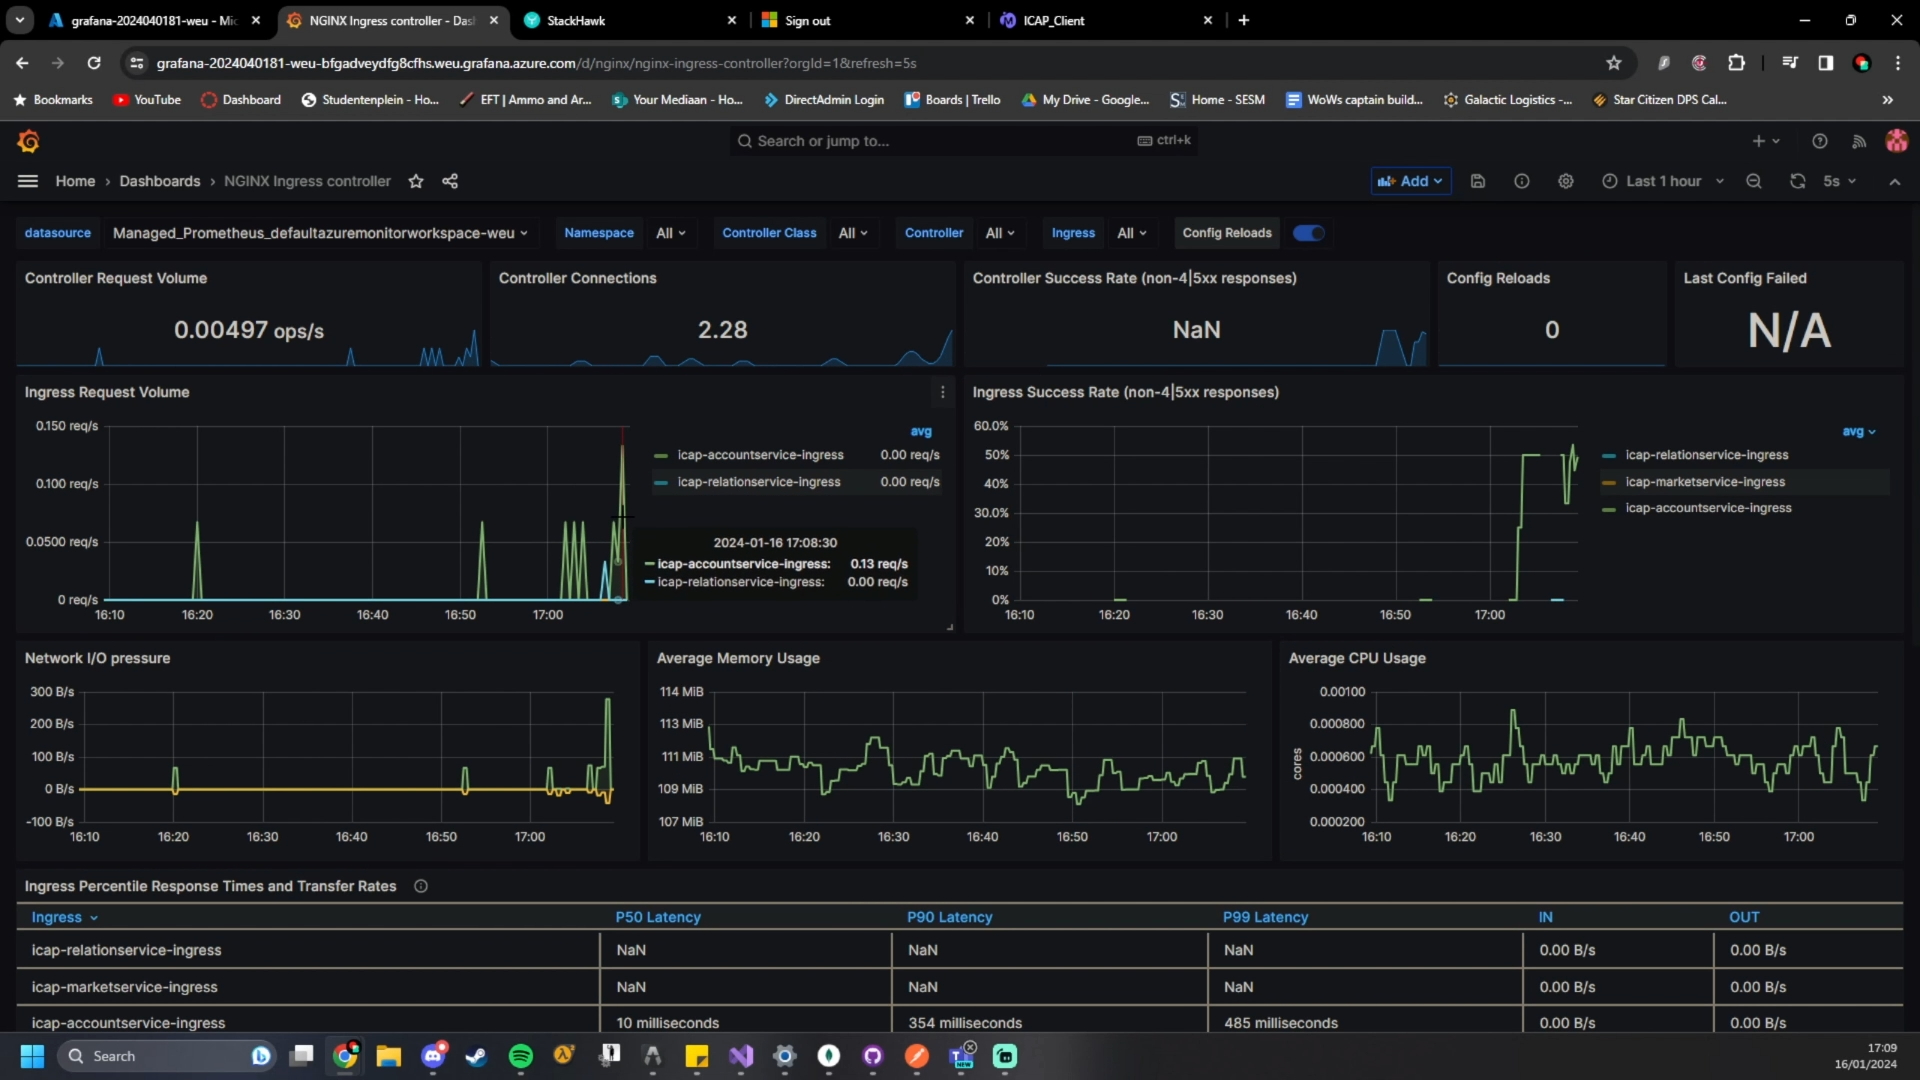 grafana-2024040181-weu - Mic
NGINX Ingress controller - Dash
StackHawk
Sign out
ICAP_Client
grafana-2024040181-weu-bfgadveydfg8cfhs.weu.grafana.azure.com/d/nginx/nginx-ingress-controller?orgId=1&refresh=5s
Bookmarks YouTube Dashboard Studentenplein - Ho... EFT | Ammo and Ar... Your Mediaan - Ho... DirectAdmin Login Boards | Trello My Drive - Google... Home - SESM WoWs captain build... Galactic Logistics -... Star Citizen DPS Cal...
Search or jump to... ctrl+k
Home › Dashboards › NGINX Ingress controller
Add Last 1 hour 5s
datasource Managed_Prometheus_defaultazuremonitorworkspace-weu Namespace All Controller Class All Controller All Ingress All Config Reloads
Controller Request Volume
0.00497 ops/s
Controller Connections
2.28
Controller Success Rate (non-4|5xx responses)
NaN
Config Reloads
0
Last Config Failed
N/A
Ingress Request Volume
0.150 req/s
0.100 req/s
0.0500 req/s
0 req/s
16:10 16:20 16:30 16:40 16:50 17:00
avg
icap-accountservice-ingress 0.00 req/s
icap-relationservice-ingress 0.00 req/s
2024-01-16 17:08:30
icap-accountservice-ingress: 0.13 req/s
icap-relationservice-ingress: 0.00 req/s
Ingress Success Rate (non-4|5xx responses)
60.0%
50%
40%
30.0%
20%
10%
0%
16:10 16:20 16:30 16:40 16:50 17:00
avg
icap-relationservice-ingress
icap-marketservice-ingress
icap-accountservice-ingress
Network I/O pressure
300 B/s
200 B/s
100 B/s
0 B/s
-100 B/s
16:10 16:20 16:30 16:40 16:50 17:00
Average Memory Usage
114 MiB
113 MiB
111 MiB
109 MiB
107 MiB
16:10 16:20 16:30 16:40 16:50 17:00
Average CPU Usage
cores
0.00100
0.000800
0.000600
0.000400
0.000200
16:10 16:20 16:30 16:40 16:50 17:00
Ingress Percentile Response Times and Transfer Rates
Ingress P50 Latency P90 Latency P99 Latency IN OUT
icap-relationservice-ingress NaN NaN NaN 0.00 B/s 0.00 B/s
icap-marketservice-ingress NaN NaN NaN 0.00 B/s 0.00 B/s
icap-accountservice-ingress 10 milliseconds 354 milliseconds 485 milliseconds 0.00 B/s 0.00 B/s
Search
NEW
17:09
16/01/2024